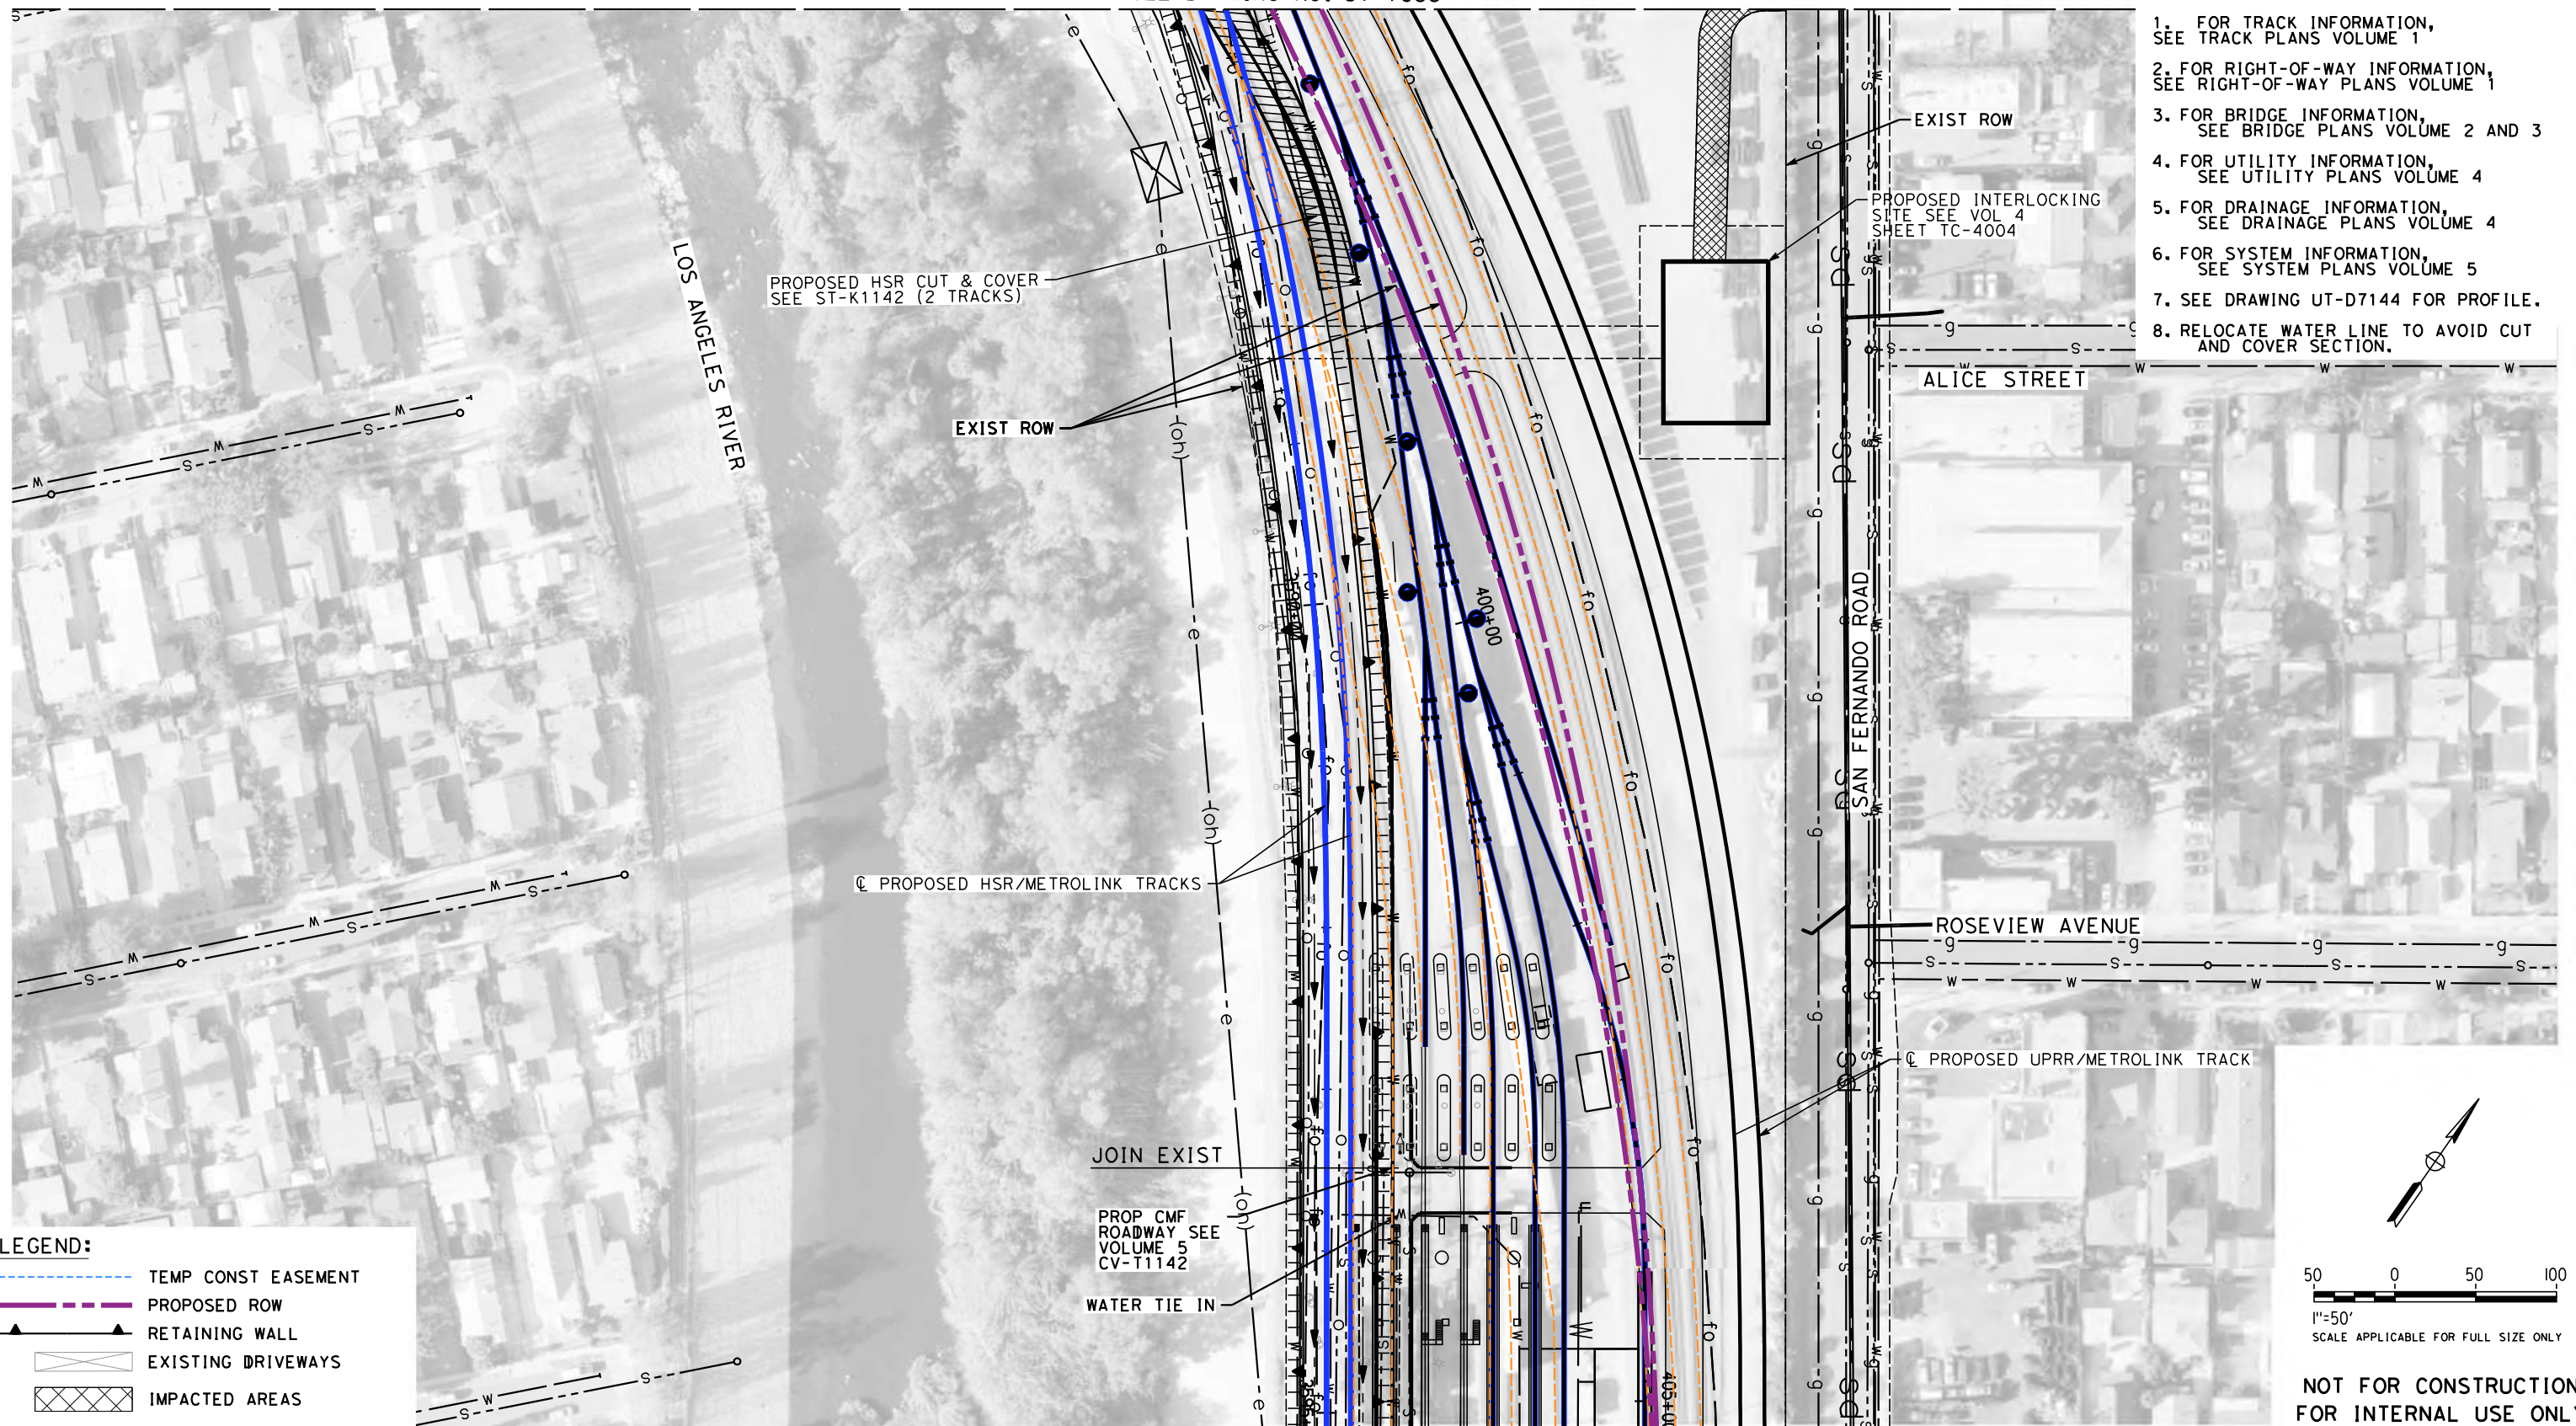 1. FOR TRACK INFORMATION,
SEE TRACK PLANS VOLUME 1
2. FOR RIGHT-OF-WAY INFORMATION,
SEE RIGHT-OF-WAY PLANS VOLUME 1
3. FOR BRIDGE INFORMATION,
SEE BRIDGE PLANS VOLUME 2 AND 3
4. FOR UTILITY INFORMATION,
SEE UTILITY PLANS VOLUME 4
5. FOR DRAINAGE INFORMATION,
SEE DRAINAGE PLANS VOLUME 4
6. FOR SYSTEM INFORMATION,
SEE SYSTEM PLANS VOLUME 5
7. SEE DRAWING UT-D7144 FOR PROFILE.
8. RELOCATE WATER LINE TO AVOID CUT
AND COVER SECTION.
EXIST ROW
PROPOSED INTERLOCKING
SITE SEE VOL 4
SHEET TC-4004
LOS ANGELES RIVER
PROPOSED HSR CUT & COVER
SEE ST-K1142 (2 TRACKS)
ALICE STREET
EXIST ROW
400+00
SAN FERNANDO ROAD
℄ PROPOSED HSR/METROLINK TRACKS
ROSEVIEW AVENUE
℄ PROPOSED UPRR/METROLINK TRACK
JOIN EXIST
PROP CMF
ROADWAY SEE
VOLUME 5
CV-T1142
WATER TIE IN
LEGEND:
TEMP CONST EASEMENT
PROPOSED ROW
RETAINING WALL
EXISTING DRIVEWAYS
IMPACTED AREAS
50 0 50 100
1"=50'
SCALE APPLICABLE FOR FULL SIZE ONLY
NOT FOR CONSTRUCTION
FOR INTERNAL USE ONL